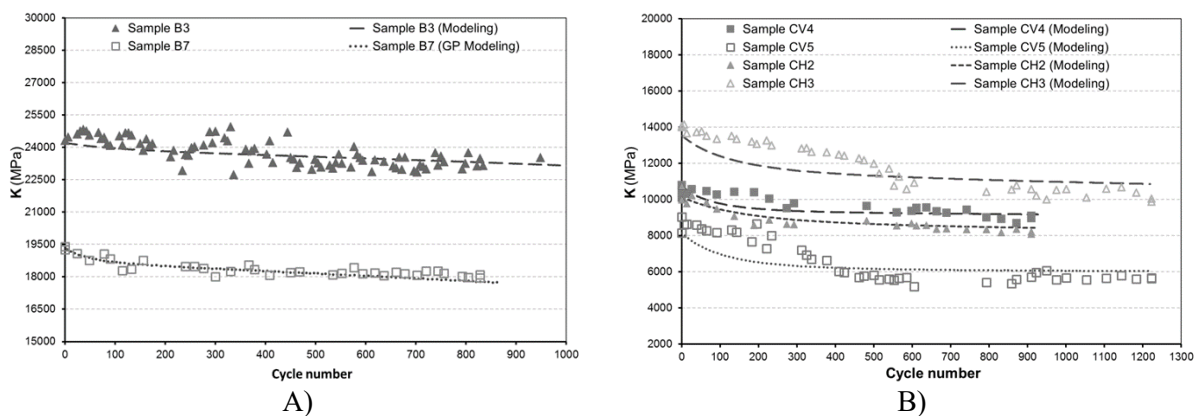 30000
28500
27000
25500
24000
22500
21000
19500
18000
16500
15000
K (MPa)
Sample B3
Sample B3 (Modeling)
Sample B7
Sample B7 (GP Modeling)
0 100 200 300 400 500 600 700 800 900 1000
Cycle number
A)
20000
18000
16000
14000
12000
10000
8000
6000
4000
2000
K (MPa)
Sample CV4
Sample CV4 (Modeling)
Sample CV5
Sample CV5 (Modeling)
Sample CH2
Sample CH2 (Modeling)
Sample CH3
Sample CH3 (Modeling)
0 100 200 300 400 500 600 700 800 900 1000 1100 1200 1300
Cycle number
B)